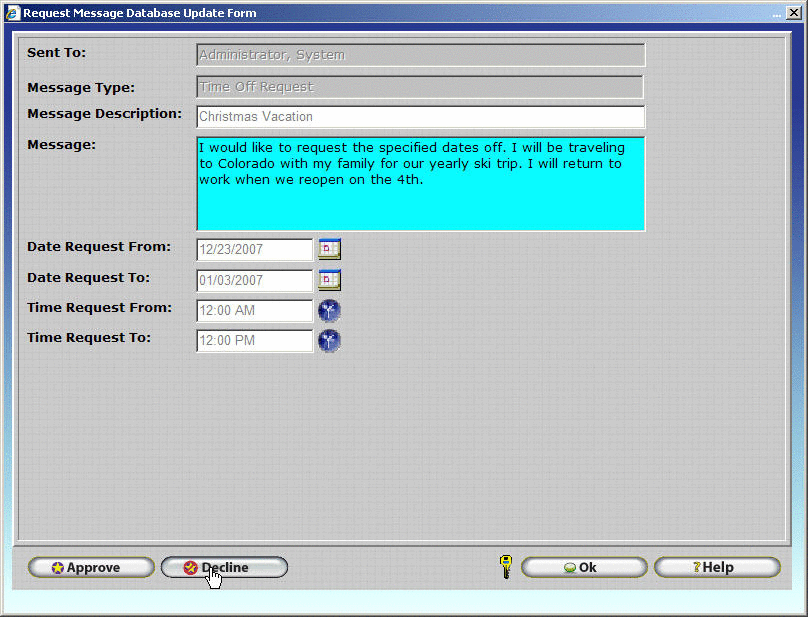 Request Message Database Update Form
Sent To: Administrator, System
Message Type: Time Off Request
Message Description: Christmas Vacation
Message: I would like to request the specified dates off. I will be traveling
to Colorado with my family for our yearly ski trip. I will return to
work when we reopen on the 4th.
Date Request From: 12/23/2007
Date Request To: 01/03/2007
Time Request From: 12:00 AM
Time Request To: 12:00 PM
Approve Decline Ok ?Help